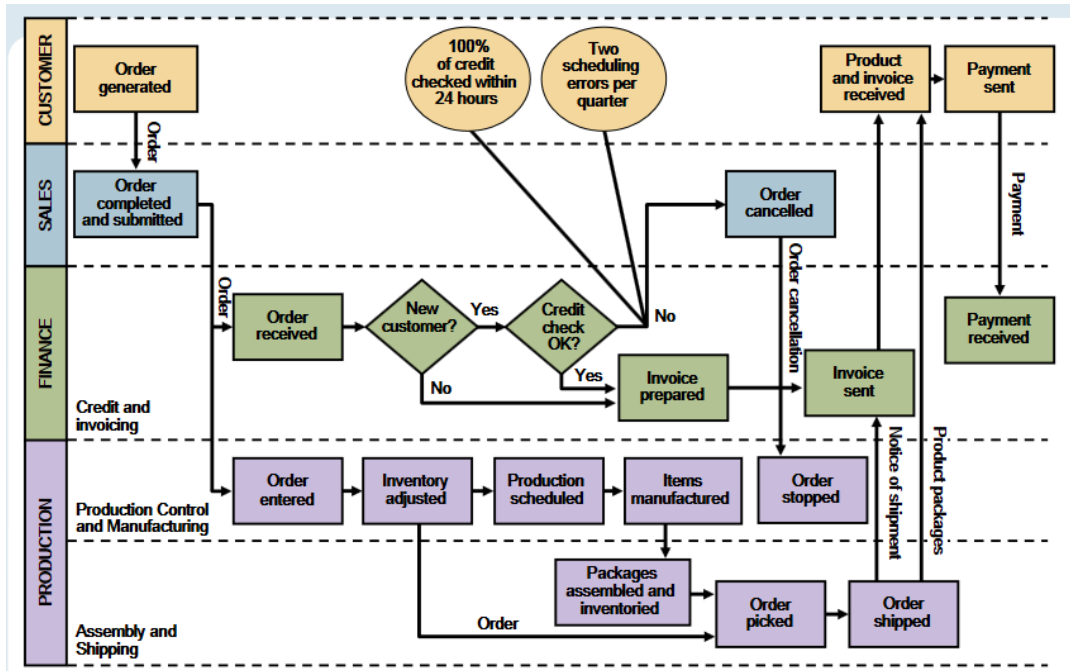 CUSTOMER
Order
generated
100%
of credit
checked within
24 hours
Two
scheduling
errors per
quarter
Product
and invoice
received
Payment
sent
Order
Payment
SALES
Order
completed
and submitted
Order
cancelled
Order
Order cancellation
FINANCE
Order
received
New
customer?
Yes
Credit
check
OK?
No
Payment
received
Yes
No
Invoice
prepared
Invoice
sent
Credit and
invoicing
Notice of shipment
Product packages
PRODUCTION
Order
entered
Inventory
adjusted
Production
scheduled
Items
manufactured
Order
stopped
Production Control
and Manufacturing
Packages
assembled and
inventoried
Order
Order
picked
Order
shipped
Assembly and
Shipping